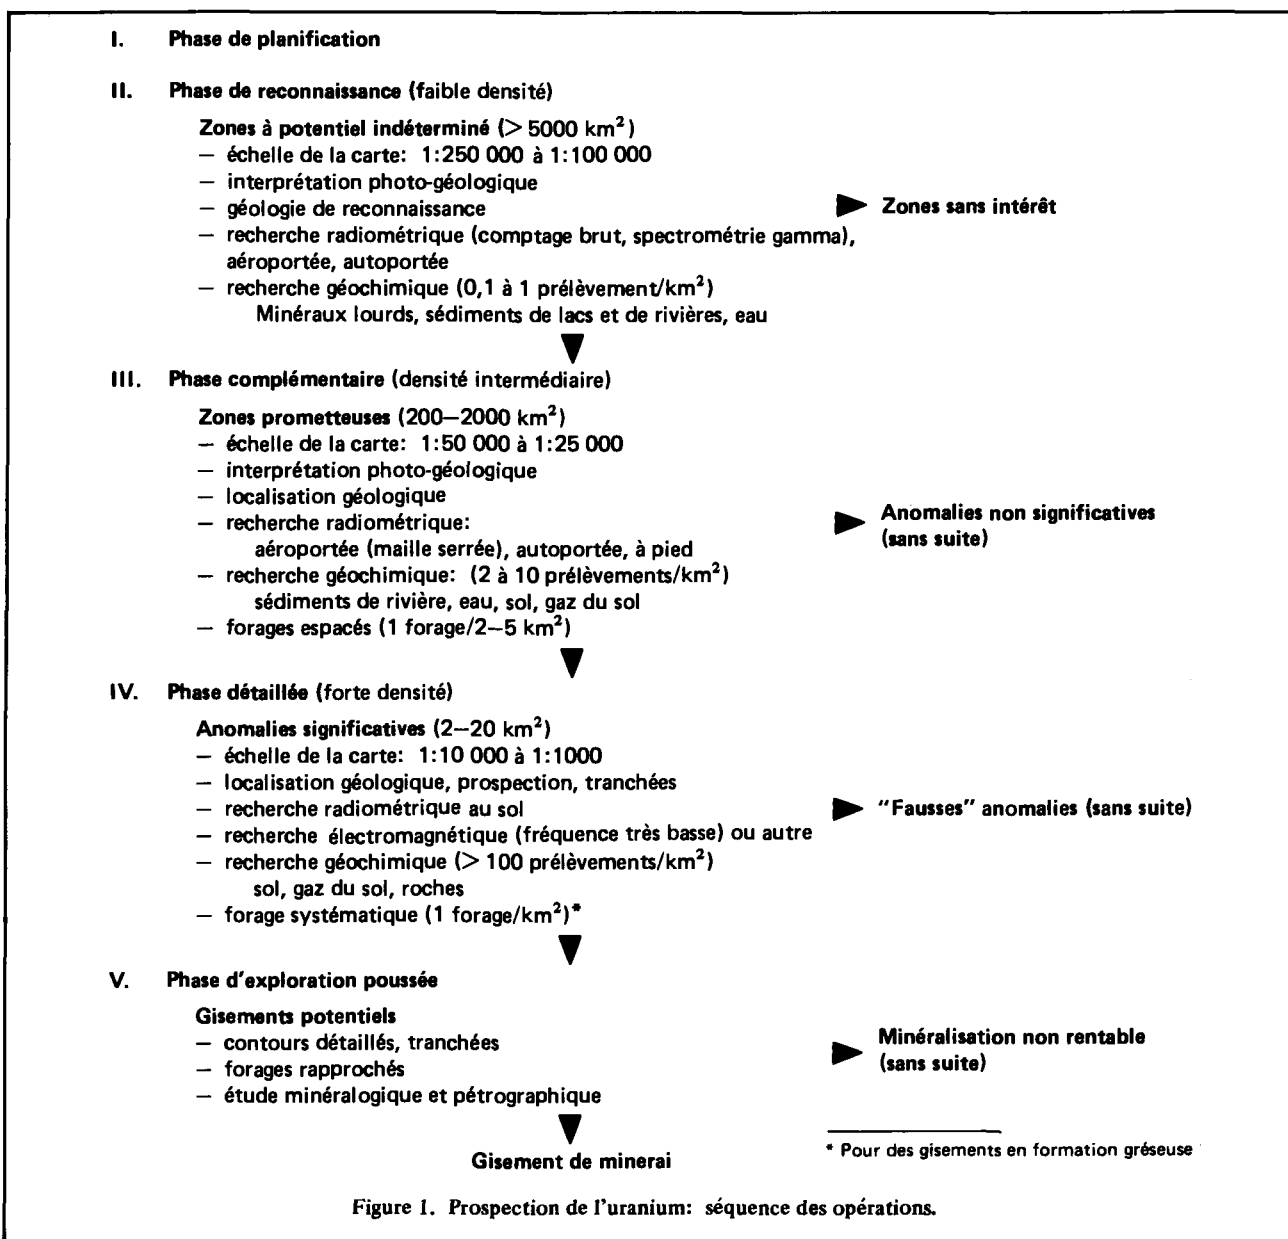 I. Phase de planification
II. Phase de reconnaissance (faible densité)
Zones à potentiel indéterminé (> 5000 km²)
— échelle de la carte: 1:250 000 à 1:100 000
— interprétation photo-géologique
— géologie de reconnaissance
— recherche radiométrique (comptage brut, spectrométrie gamma),
aéroportée, autoportée
— recherche géochimique (0,1 à 1 prélèvement/km²)
Minéraux lourds, sédiments de lacs et de rivières, eau
► Zones sans intérêt
▼
III. Phase complémentaire (densité intermédiaire)
Zones prometteuses (200—2000 km²)
— échelle de la carte: 1:50 000 à 1:25 000
— interprétation photo-géologique
— localisation géologique
— recherche radiométrique:
aéroportée (maille serrée), autoportée, à pied
— recherche géochimique: (2 à 10 prélèvements/km²)
sédiments de rivière, eau, sol, gaz du sol
— forages espacés (1 forage/2—5 km²)
► Anomalies non significatives
(sans suite)
▼
IV. Phase détaillée (forte densité)
Anomalies significatives (2—20 km²)
— échelle de la carte: 1:10 000 à 1:1000
— localisation géologique, prospection, tranchées
— recherche radiométrique au sol
— recherche électromagnétique (fréquence très basse) ou autre
— recherche géochimique (> 100 prélèvements/km²)
sol, gaz du sol, roches
— forage systématique (1 forage/km²)*
► "Fausses" anomalies (sans suite)
▼
V. Phase d'exploration poussée
Gisements potentiels
— contours détaillés, tranchées
— forages rapprochés
— étude minéralogique et pétrographique
► Minéralisation non rentable
(sans suite)
▼
Gisement de minerai
* Pour des gisements en formation gréseuse
Figure 1. Prospection de l'uranium: séquence des opérations.